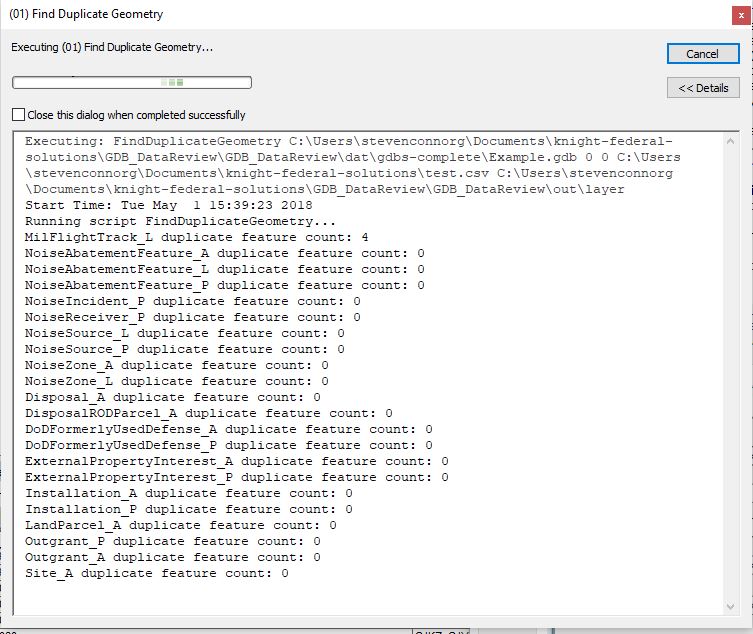 (01) Find Duplicate Geometry
x
Executing (01) Find Duplicate Geometry...
Cancel
<< Details
Close this dialog when completed successfully
Executing: FindDuplicateGeometry C:\Users\stevenconnorg\Documents\knight-federal-
solutions\GDB_DataReview\GDB_DataReview\dat\gdbs-complete\Example.gdb 0 0 C:\Users
\stevenconnorg\Documents\knight-federal-solutions\test.csv C:\Users\stevenconnorg
\Documents\knight-federal-solutions\GDB_DataReview\GDB_DataReview\out\layer
Start Time: Tue May  1 15:39:23 2018
Running script FindDuplicateGeometry...
MilFlightTrack_L duplicate feature count: 4
NoiseAbatementFeature_A duplicate feature count: 0
NoiseAbatementFeature_L duplicate feature count: 0
NoiseAbatementFeature_P duplicate feature count: 0
NoiseIncident_P duplicate feature count: 0
NoiseReceiver_P duplicate feature count: 0
NoiseSource_L duplicate feature count: 0
NoiseSource_P duplicate feature count: 0
NoiseZone_A duplicate feature count: 0
NoiseZone_L duplicate feature count: 0
Disposal_A duplicate feature count: 0
DisposalRODParcel_A duplicate feature count: 0
DoDFormerlyUsedDefense_A duplicate feature count: 0
DoDFormerlyUsedDefense_P duplicate feature count: 0
ExternalPropertyInterest_A duplicate feature count: 0
ExternalPropertyInterest_P duplicate feature count: 0
Installation_A duplicate feature count: 0
Installation_P duplicate feature count: 0
LandParcel_A duplicate feature count: 0
Outgrant_P duplicate feature count: 0
Outgrant_A duplicate feature count: 0
Site_A duplicate feature count: 0